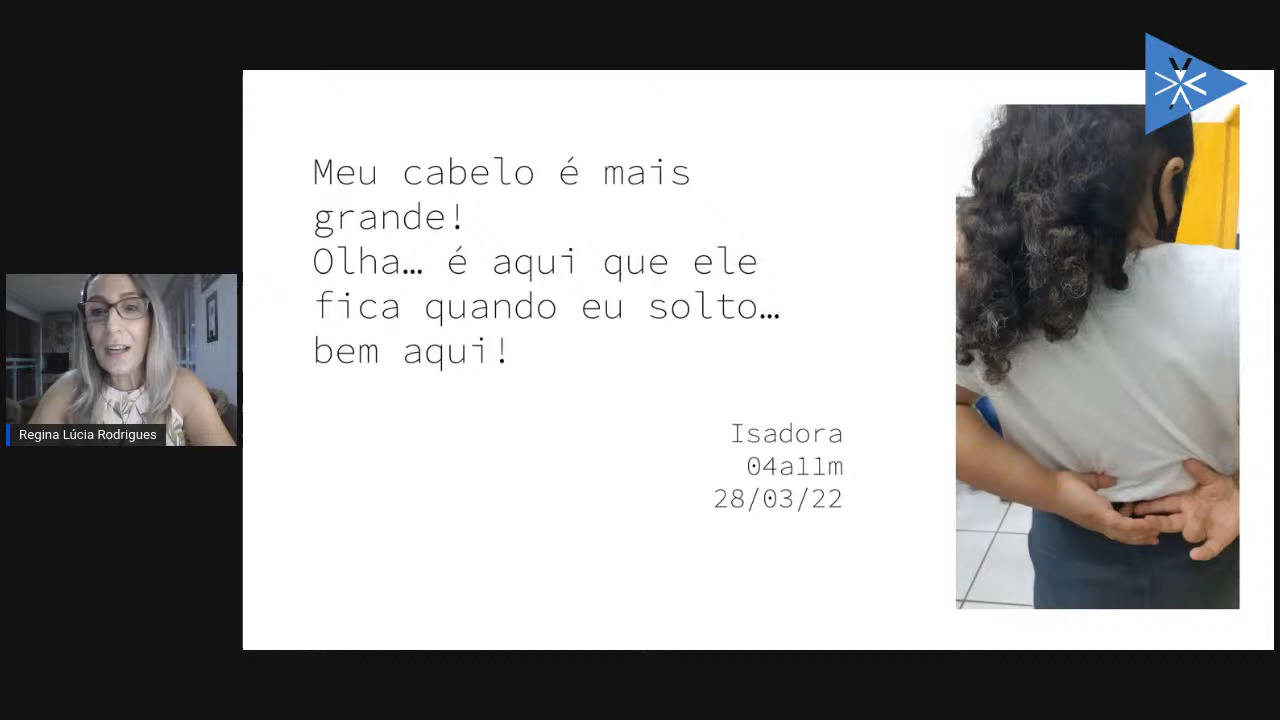 Meu cabelo é mais
grande!
Olha… é aqui que ele
fica quando eu solto…
bem aqui!
Isadora
04a11m
28/03/22
Regina Lúcia Rodrigues